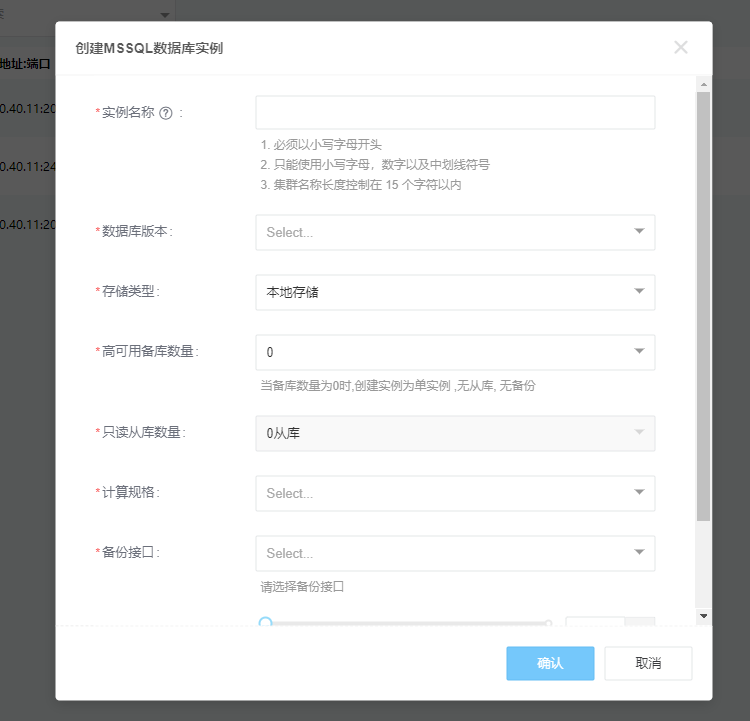 创建MSSQL数据库实例
地址:端口
0.40.11:20
0.40.11:24
0.40.11:20
*实例名称 ? :
1. 必须以小写字母开头
2. 只能使用小写字母，数字以及中划线符号
3. 集群名称长度控制在 15 个字符以内
*数据库版本: Select...
*存储类型: 本地存储
*高可用备库数量: 0
当备库数量为0时,创建实例为单实例 ,无从库, 无备份
*只读从库数量: 0从库
*计算规格: Select...
*备份接口: Select...
请选择备份接口
确认 取消